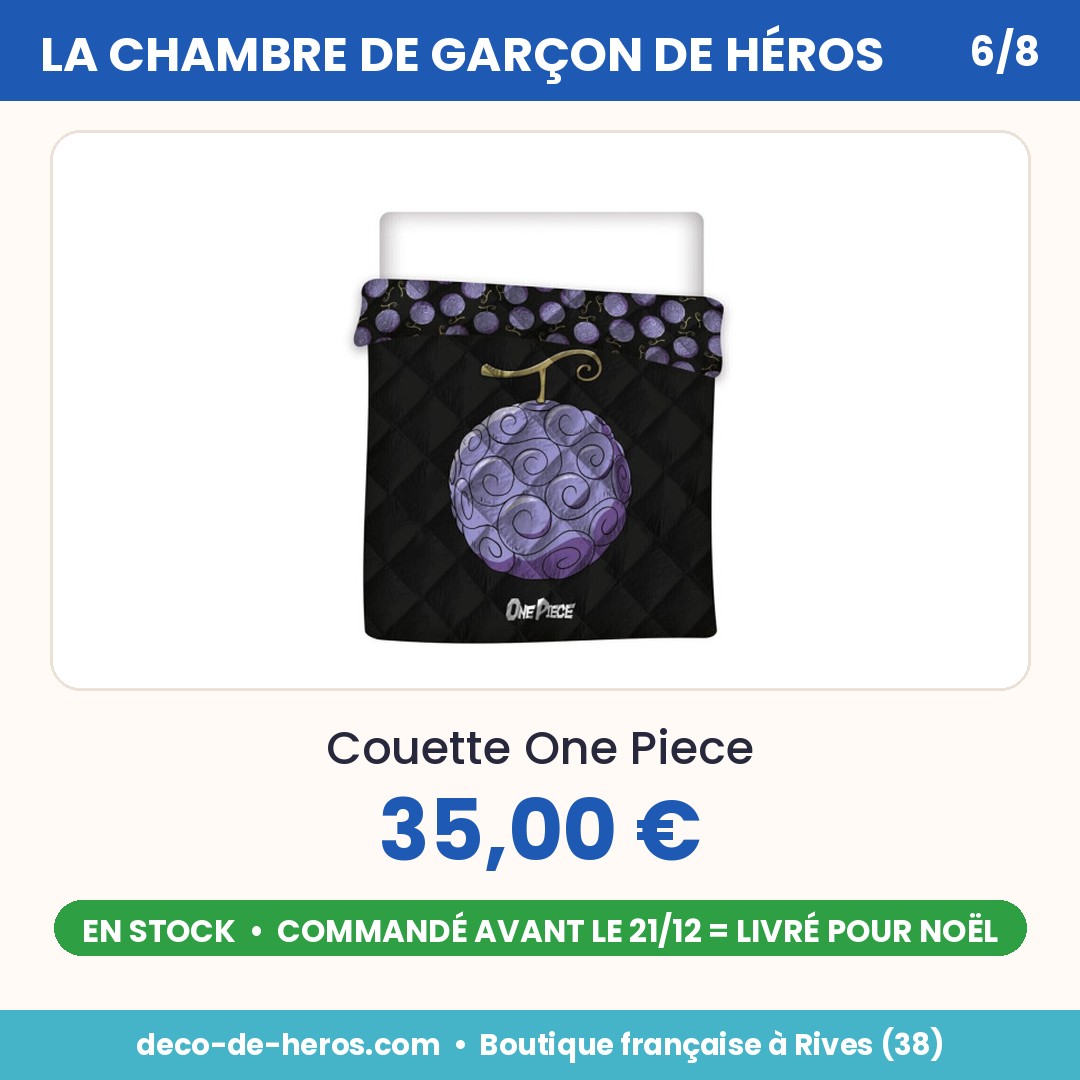 LA CHAMBRE DE GARÇON DE HÉROS 6/8
ONE PIECE
Couette One Piece
35,00 €
EN STOCK • COMMANDÉ AVANT LE 21/12 = LIVRÉ POUR NOËL
deco-de-heros.com • Boutique française à Rives (38)